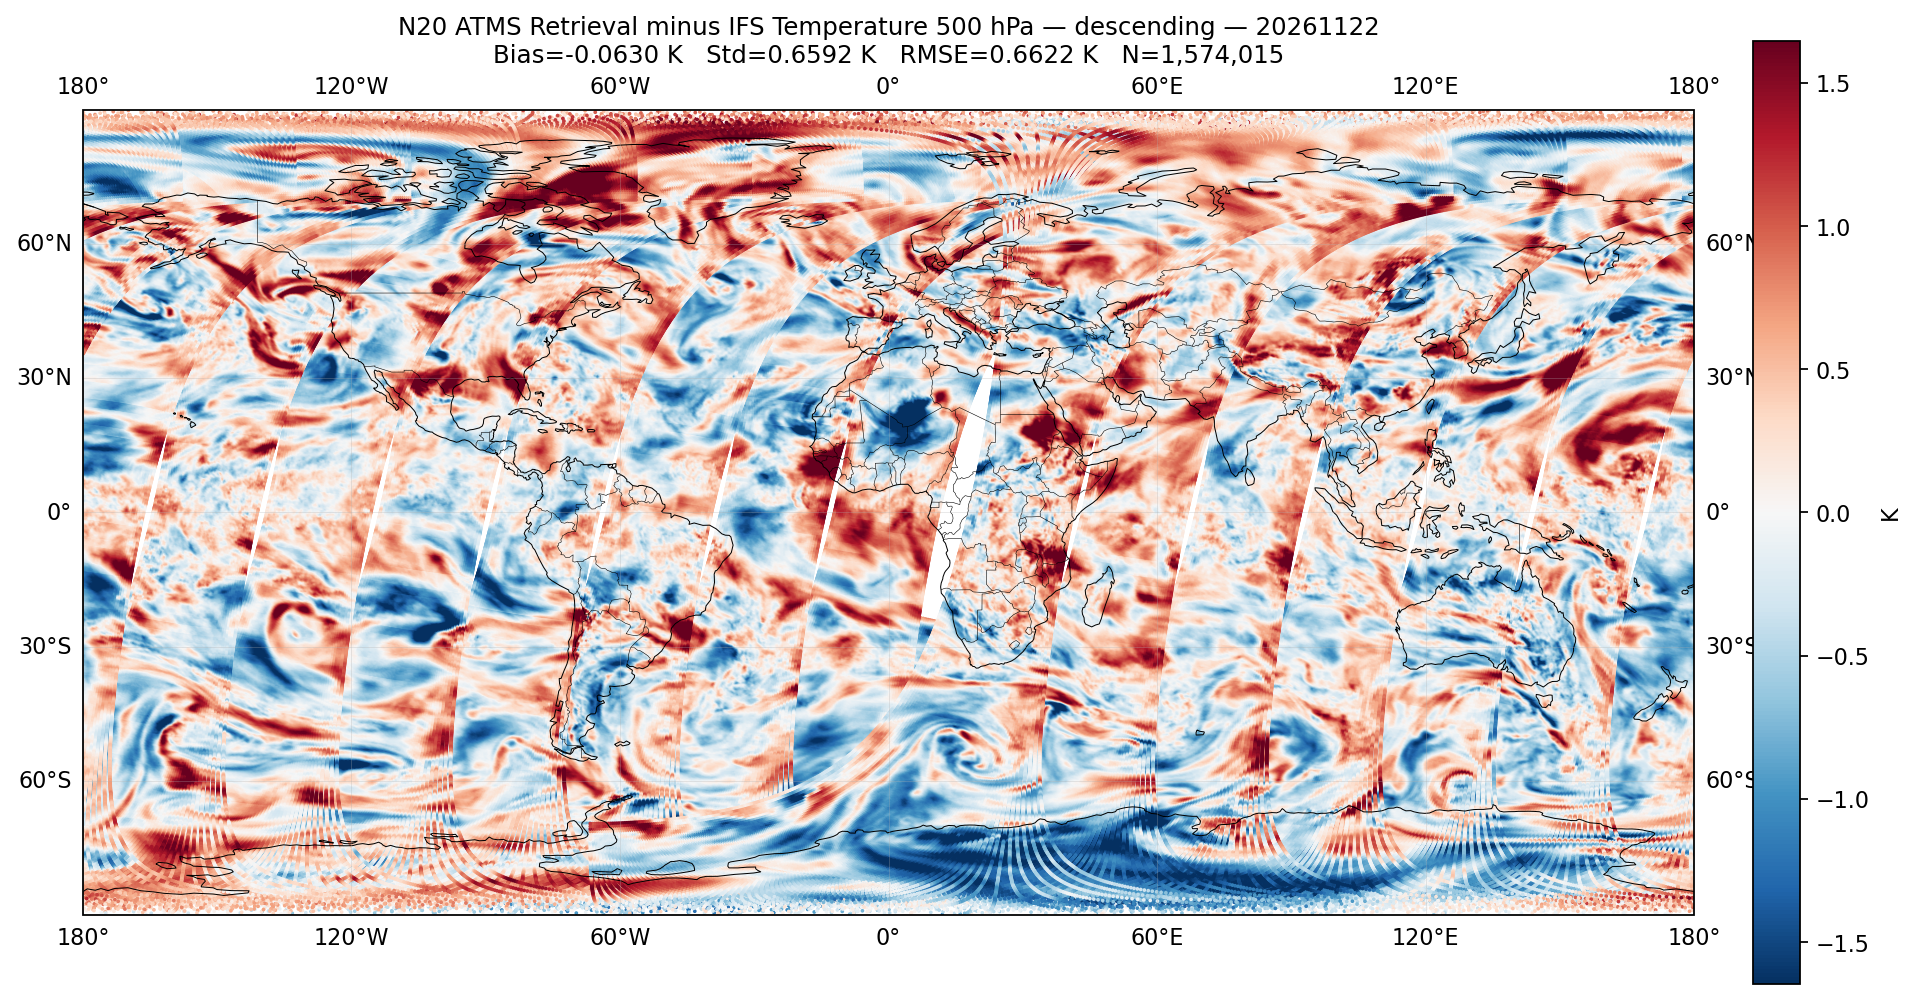 N20 ATMS Retrieval minus IFS Temperature 500 hPa — descending — 20261122
Bias=-0.0630 K   Std=0.6592 K   RMSE=0.6622 K   N=1,574,015
180° 120°W 60°W 0° 60°E 120°E 180°
60°N 60°N
30°N 30°N
0° 0°
30°S 30°S
60°S 60°S
180° 120°W 60°W 0° 60°E 120°E 180°
1.5
1.0
0.5
0.0
−0.5
−1.0
−1.5
K